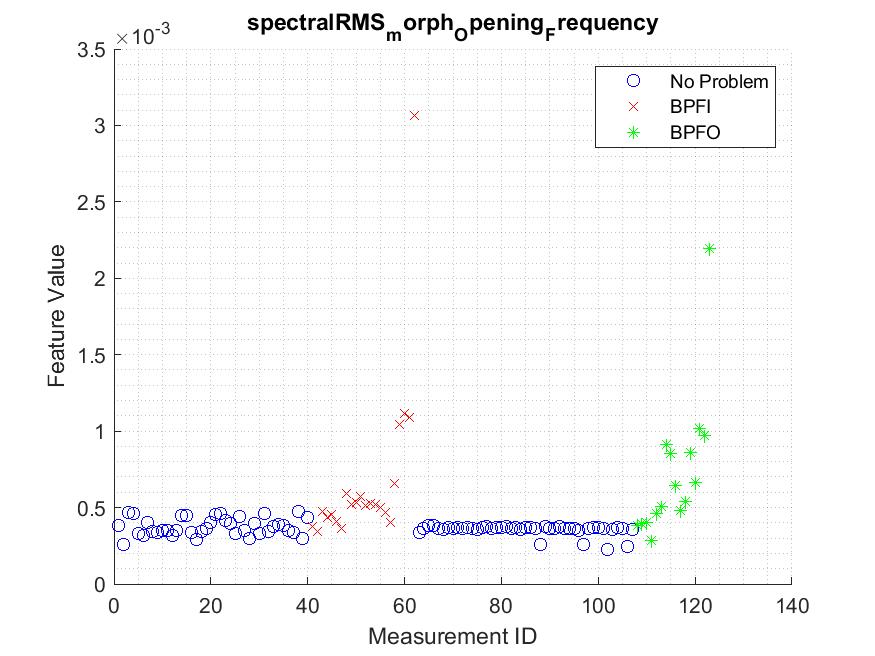 spectralRMSmorphOpeningFrequency
×10-3
3.5
3
2.5
2
1.5
1
0.5
0
Feature Value
No Problem
BPFI
BPFO
0 20 40 60 80 100 120 140
Measurement ID